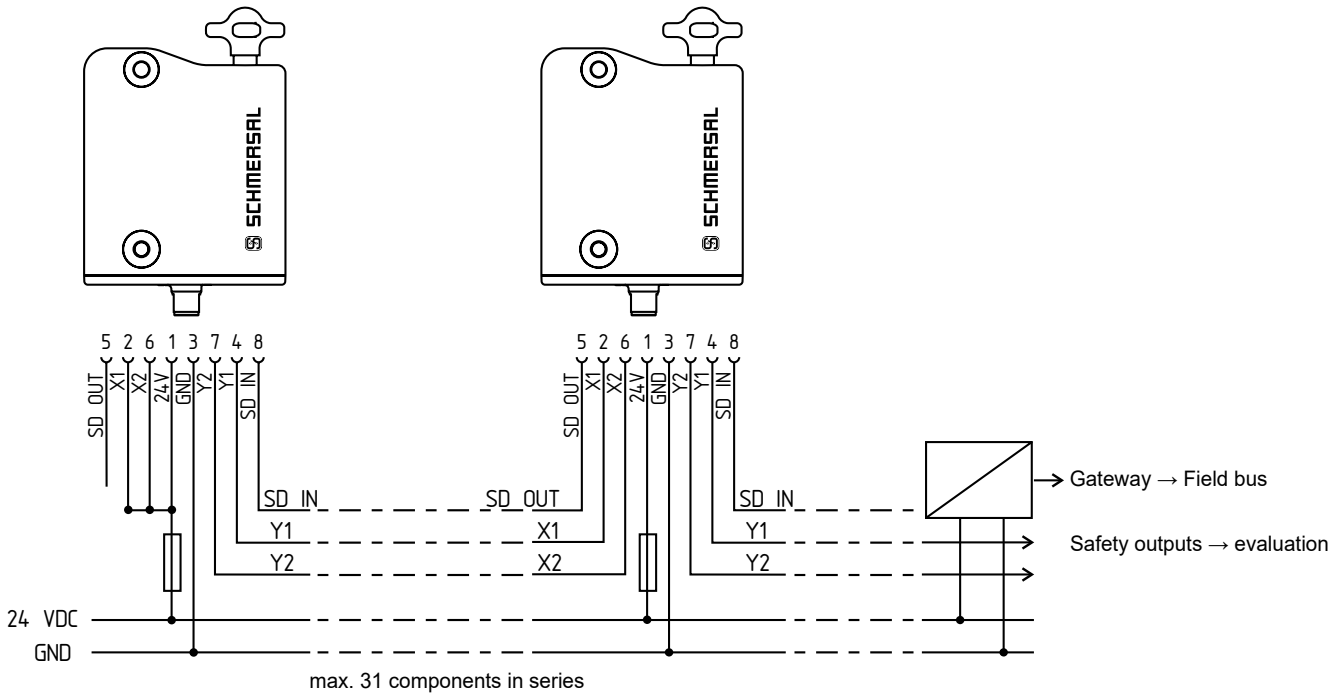 SCHMERSAL
SCHMERSAL
5 2 6 1 3 7 4 8
5 2 6 1 3 7 4 8
SD OUT
X1
X2
24V
GND
Y2
Y1
SD IN
SD OUT
X1
X2
24V
GND
Y2
Y1
SD IN
Gateway → Field bus
SD IN
SD OUT
SD IN
Y1
X1
Y1
Safety outputs → evaluation
Y2
X2
Y2
24 VDC
GND
max. 31 components in series